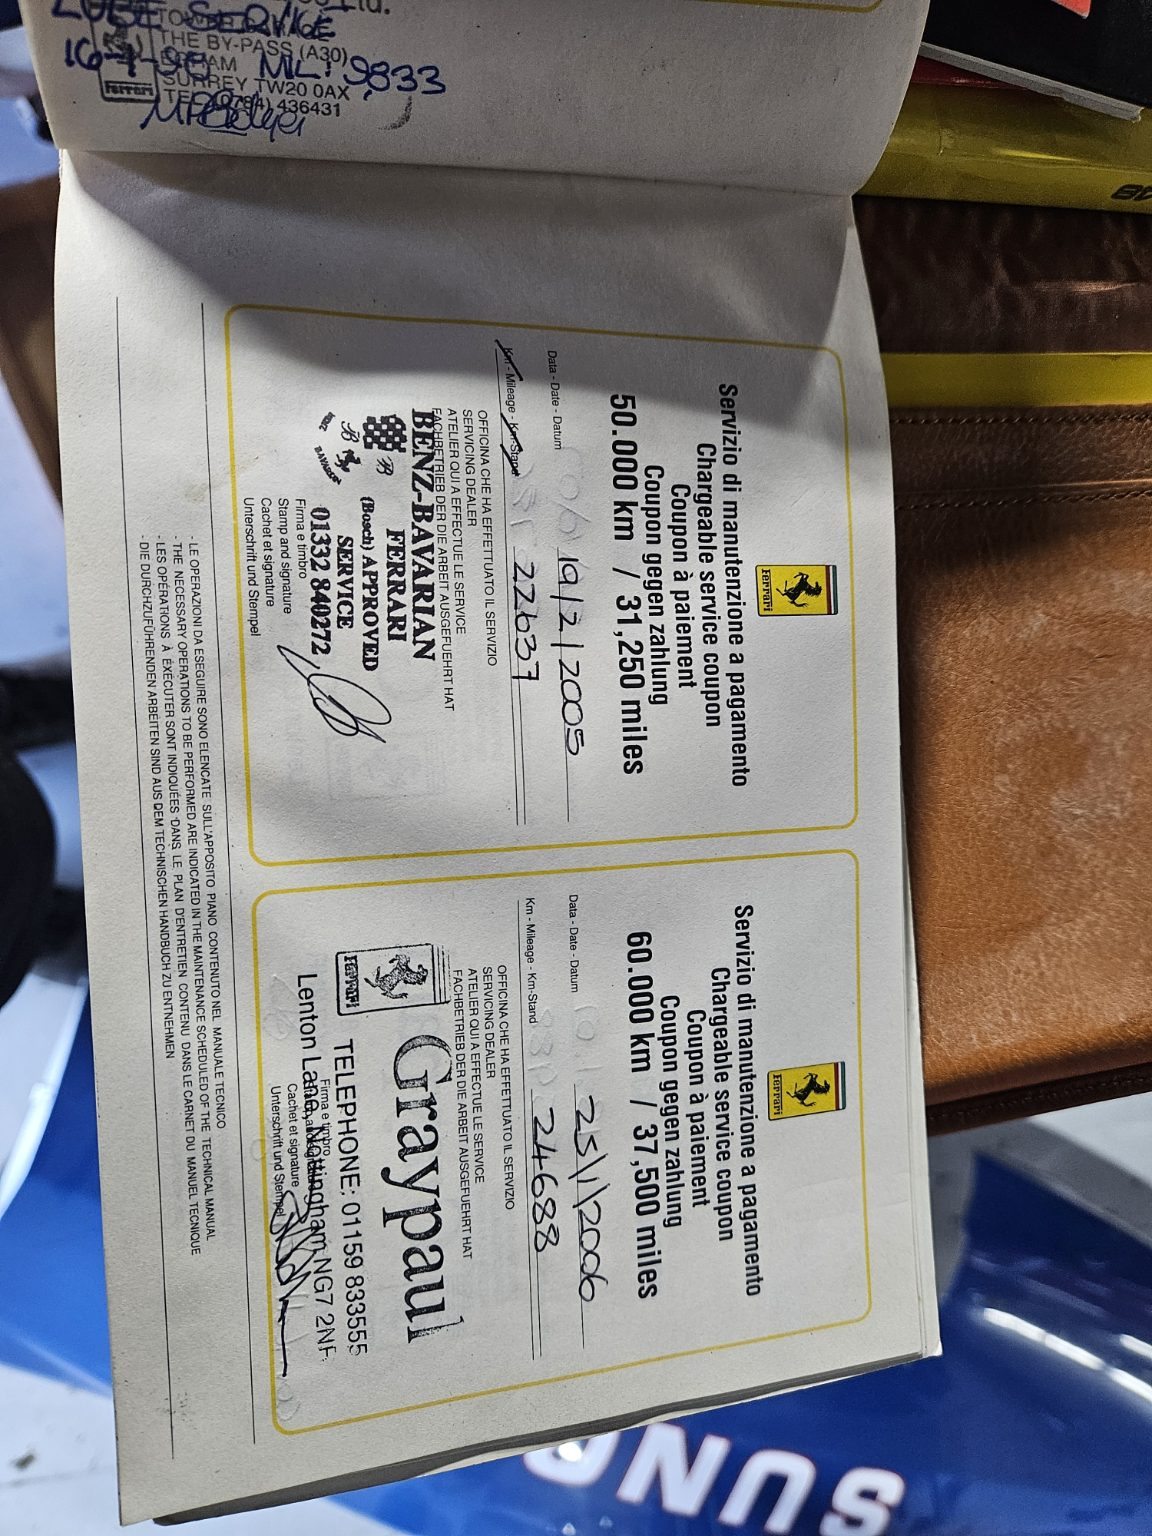 LUBE SERVICE
THE BY-PASS (A30)
EGHAM
SURREY TW20 0AX
TEL: (0784) 436431
MIL: 9833
Ferrari
Ferrari
Servizio di manutenzione a pagamento
Chargeable service coupon
Coupon à paiement
Coupon gegen zahlung
50.000 km / 31,250 miles
Data - Date - Datum
19/2/2005
Km - Mileage - Km-Stand
22637
OFFICINA CHE HA EFFETTUATO IL SERVIZIO
SERVICING DEALER
ATELIER QUI A EFFECTUE LE SERVICE
FACHBETRIEB DER DIE ARBEIT AUSGEFUEHRT HAT
BENZ-BAVARIAN
FERRARI
(Bosch) APPROVED
SERVICE
01332 840272
Firma e timbro
Stamp and signature
Cachet et signature
Unterschrift und Stempel
Ferrari
Servizio di manutenzione a pagamento
Chargeable service coupon
Coupon à paiement
Coupon gegen zahlung
60.000 km / 37,500 miles
Data - Date - Datum
25/1/2006
Km - Mileage - Km-Stand
24688
OFFICINA CHE HA EFFETTUATO IL SERVIZIO
SERVICING DEALER
ATELIER QUI A EFFECTUE LE SERVICE
FACHBETRIEB DER DIE ARBEIT AUSGEFUEHRT HAT
Graypaul
Ferrari
TELEPHONE: 01159 833555
Lenton Lane, Nottingham NG7 2NF
Firma e timbro
Cachet et signature
Unterschrift und Stempel
- LE OPERAZIONI DA ESEGUIRE SONO ELENCATE SULL'APPOSITO PIANO CONTENUTO NEL MANUALE TECNICO
- THE NECESSARY OPERATIONS TO BE PERFORMED ARE INDICATED IN THE MAINTENANCE SCHEDULED OF THE TECHNICAL MANUAL
- LES OPÉRATIONS À EXÉCUTER SONT INDIQUÉES DANS LE PLAN D'ENTRETIEN CONTENU DANS LE CARNET DU MANUEL TECNIQUE
- DIE DURCHZUFÜHRENDEN ARBEITEN SIND AUS DEM TECHNISCHEN HANDBUCH ZU ENTNEHMEN